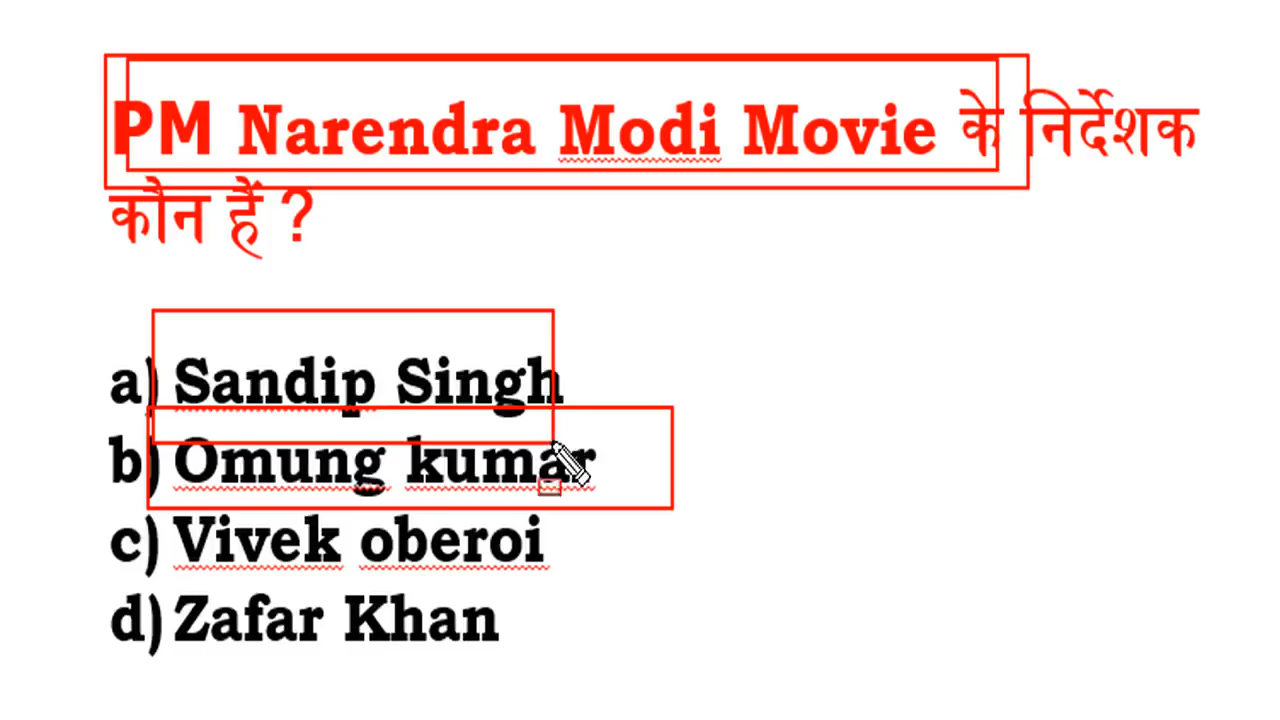 PM Narendra Modi Movie के निर्देशक
कौन हैं ?
a) Sandip Singh
b) Omung kumar
c) Vivek oberoi
d) Zafar Khan